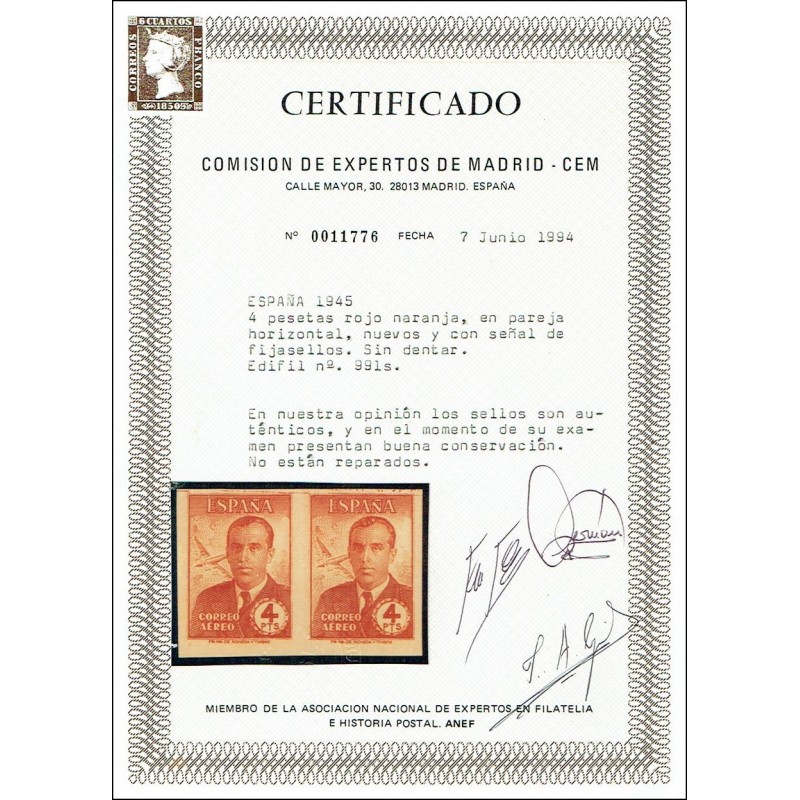 6 CUARTOS
CORREOS
FRANCO
1850
CERTIFICADO
COMISION DE EXPERTOS DE MADRID - CEM
CALLE MAYOR, 30. 28013 MADRID. ESPAÑA
Nº 0011776 FECHA 7 Junio 1994
ESPAÑA 1945
4 pesetas rojo naranja, en pareja
horizontal, nuevos y con señal de
fijasellos. Sin dentar.
Edifil nº. 991s.
En nuestra opinión los sellos son au-
ténticos, y en el momento de su exa-
men presentan buena conservación.
No están reparados.
ESPAÑA ESPAÑA
CORREO AEREO 4 PTS CORREO AEREO 4 PTS
MIEMBRO DE LA ASOCIACION NACIONAL DE EXPERTOS EN FILATELIA
E HISTORIA POSTAL. ANEF